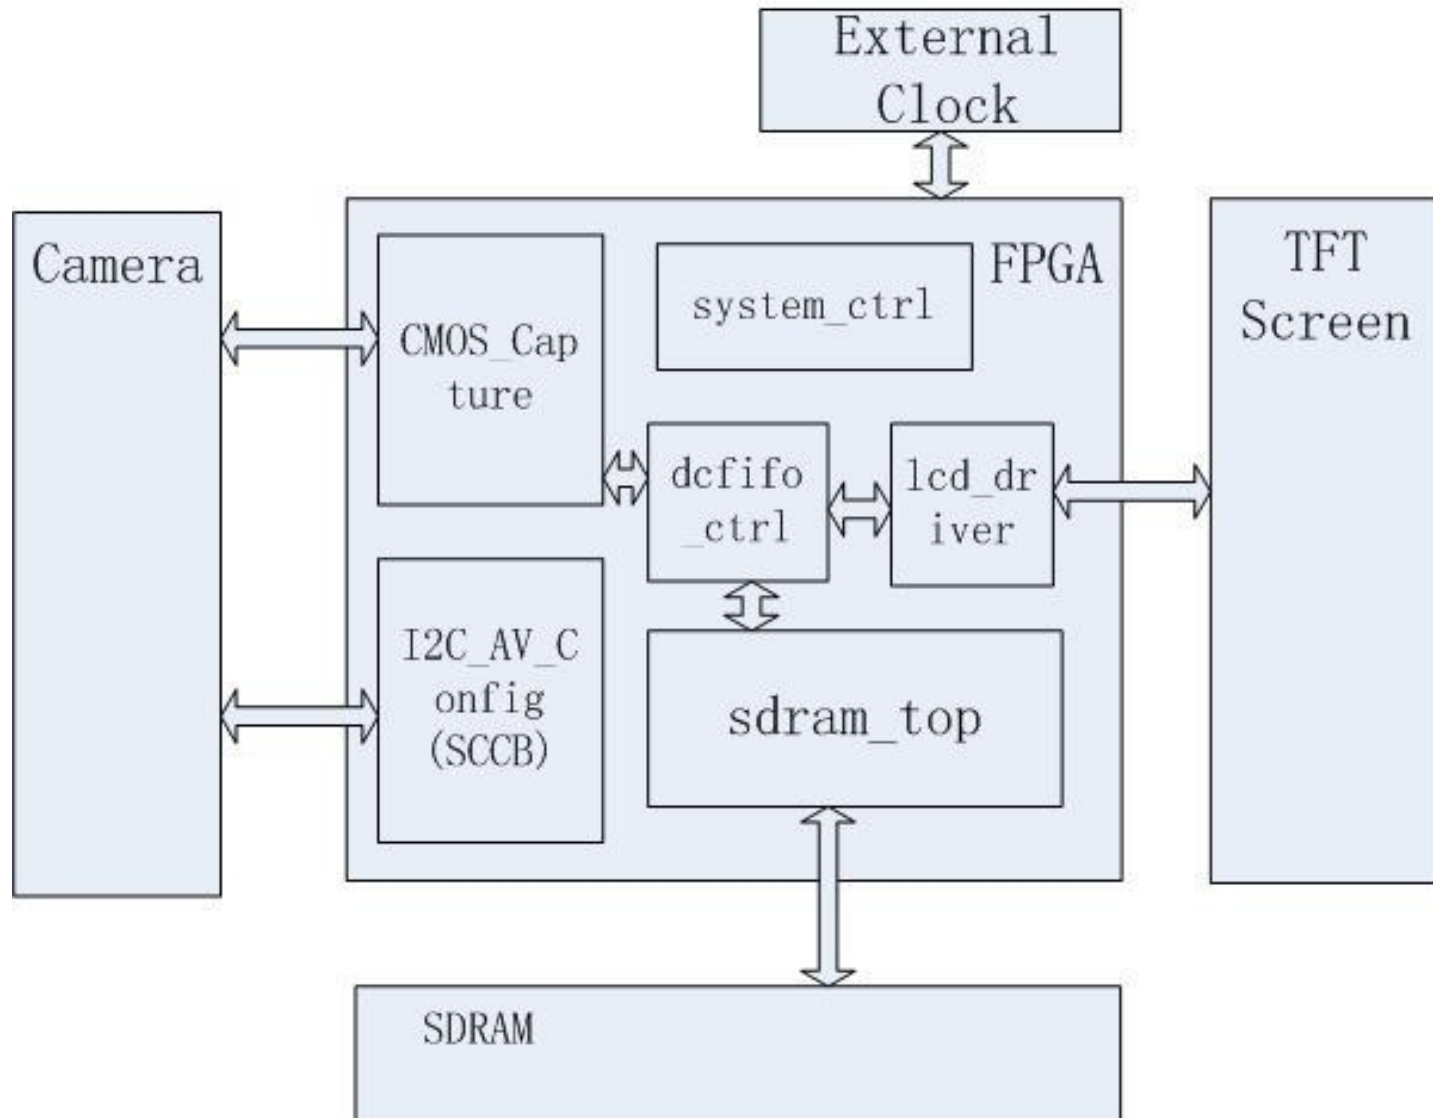 External
Clock
Camera
FPGA
TFT
Screen
system_ctrl
CMOS_Cap
ture
dcfifo
_ctrl
lcd_dr
iver
I2C_AV_C
onfig
(SCCB)
sdram_top
SDRAM